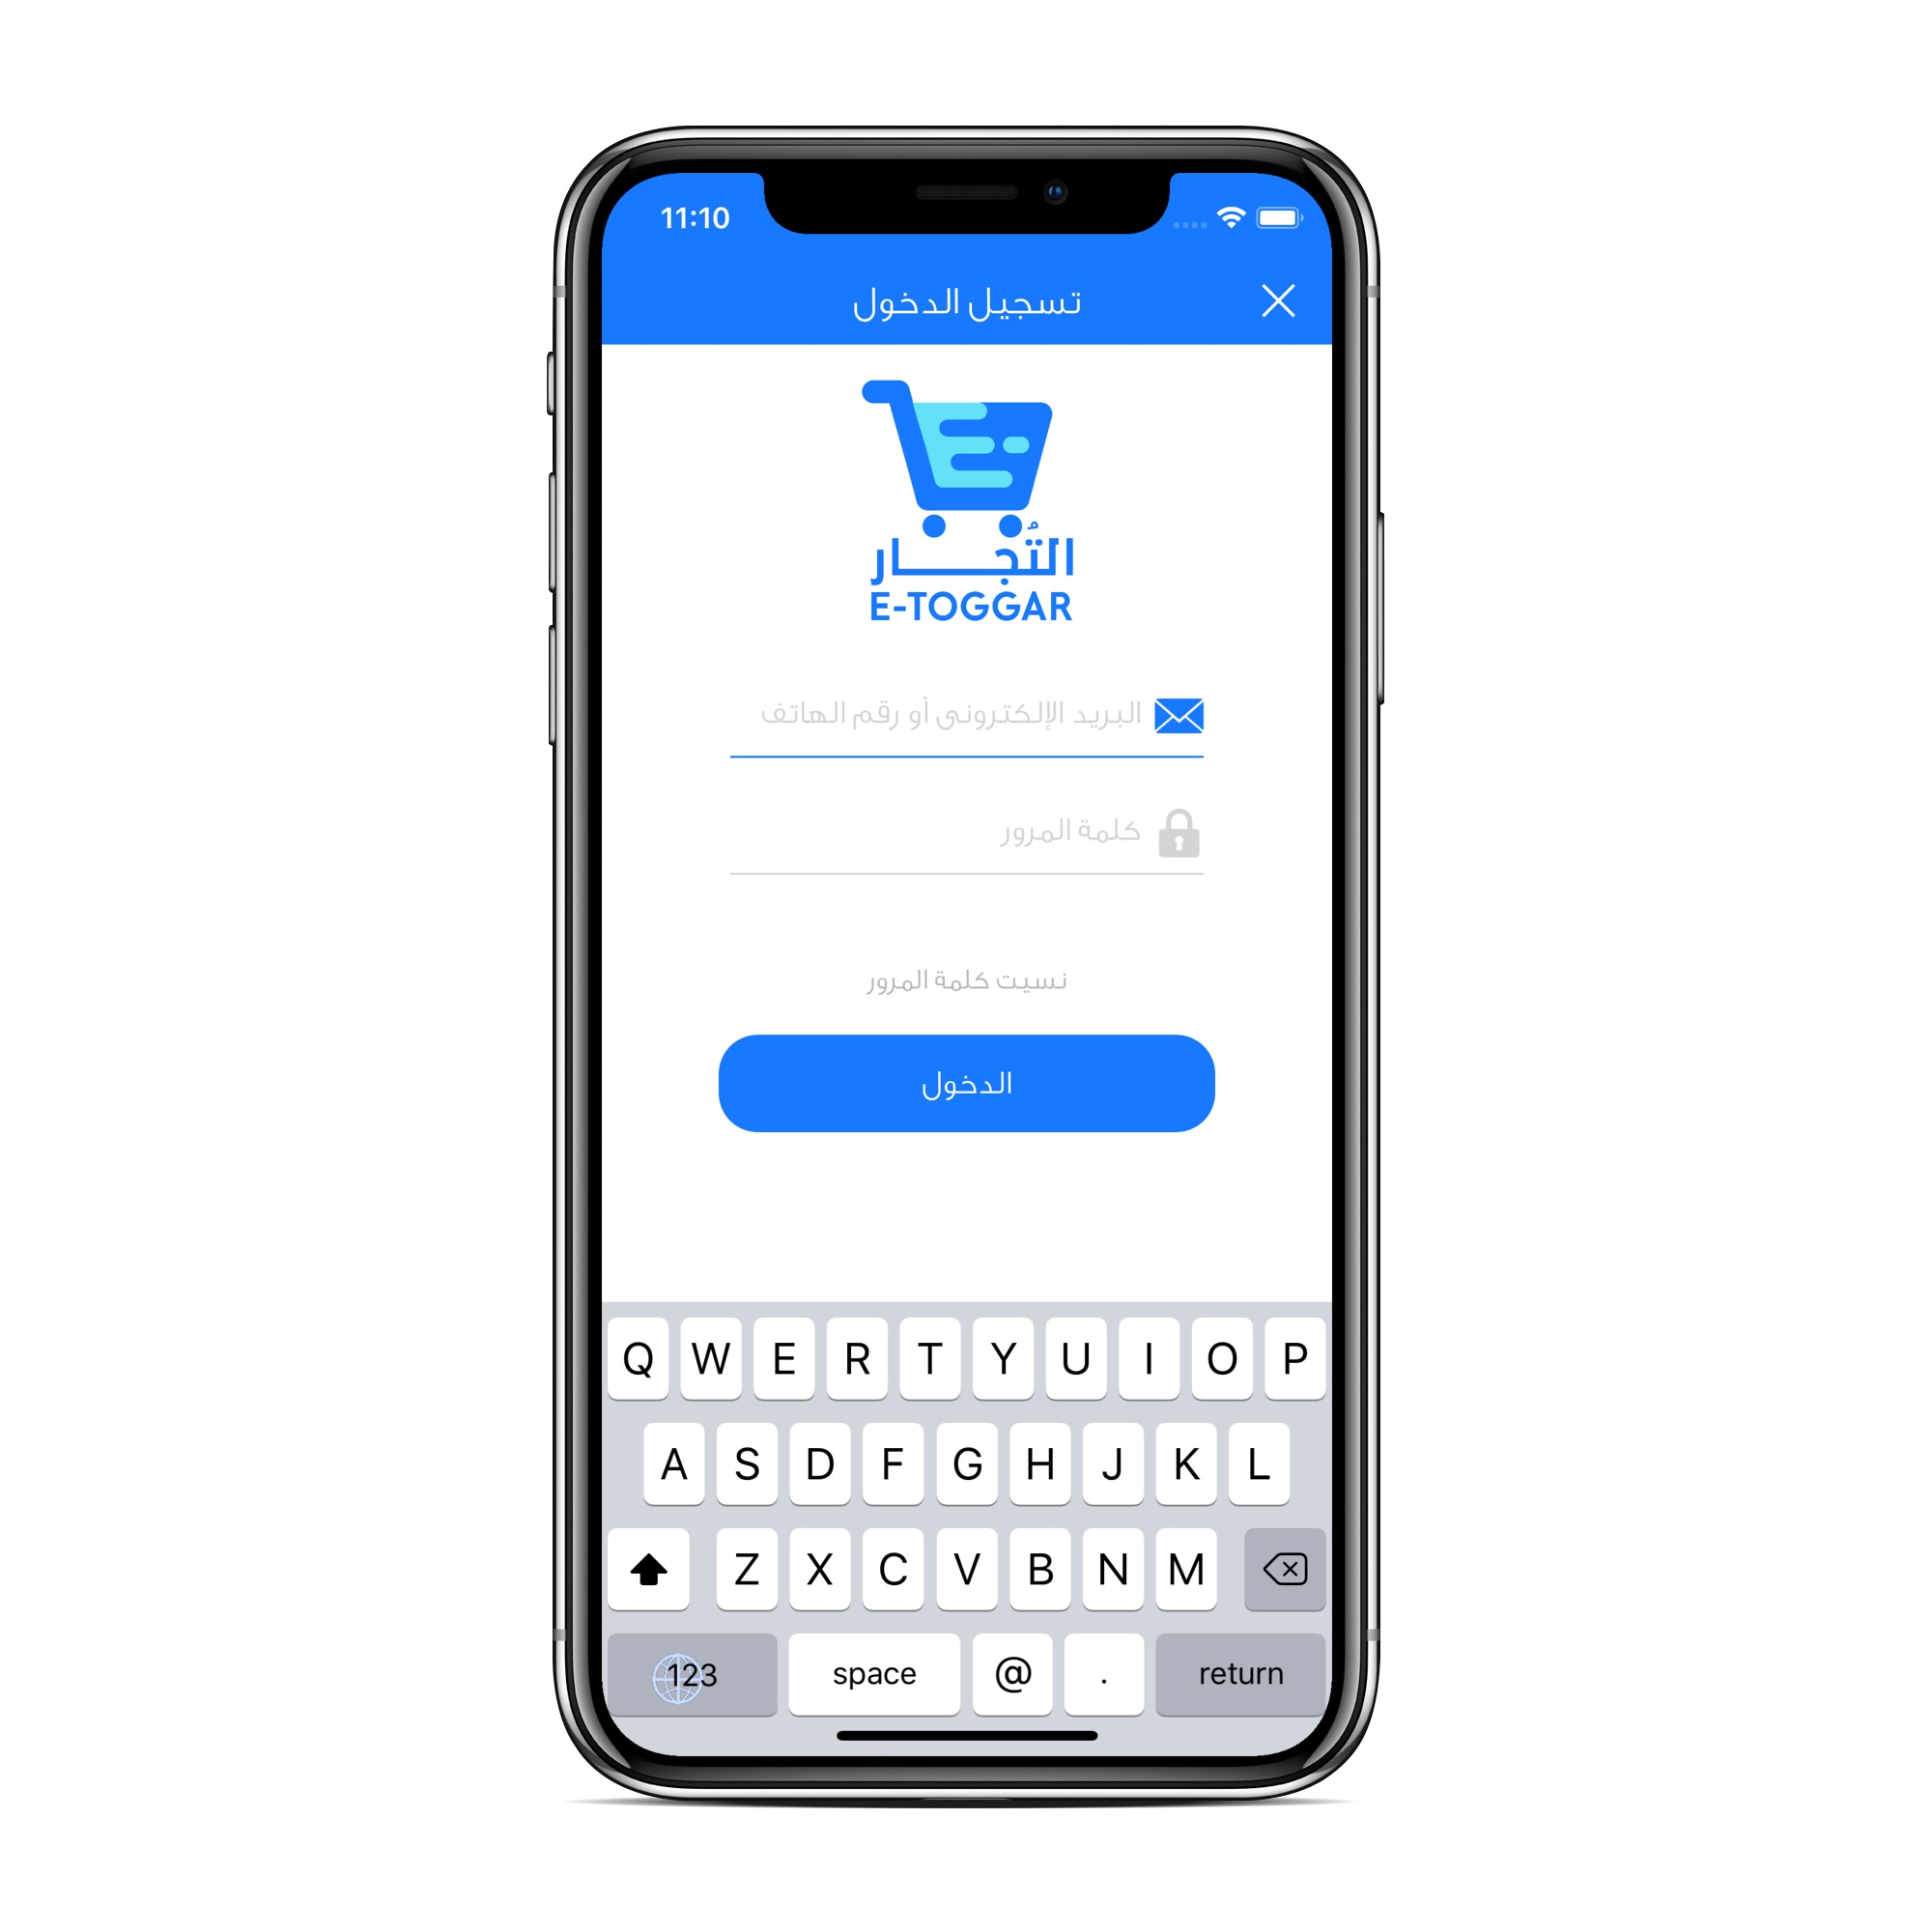 11:10
تسجيل الدخول
التُجـــار
E-TOGGAR
البريد الإلكترونى أو رقم الهاتف
كلمة المرور
نسيت كلمة المرور
الدخول
Q W E R T Y U I O P
A S D F G H J K L
Z X C V B N M
123 space @ . return